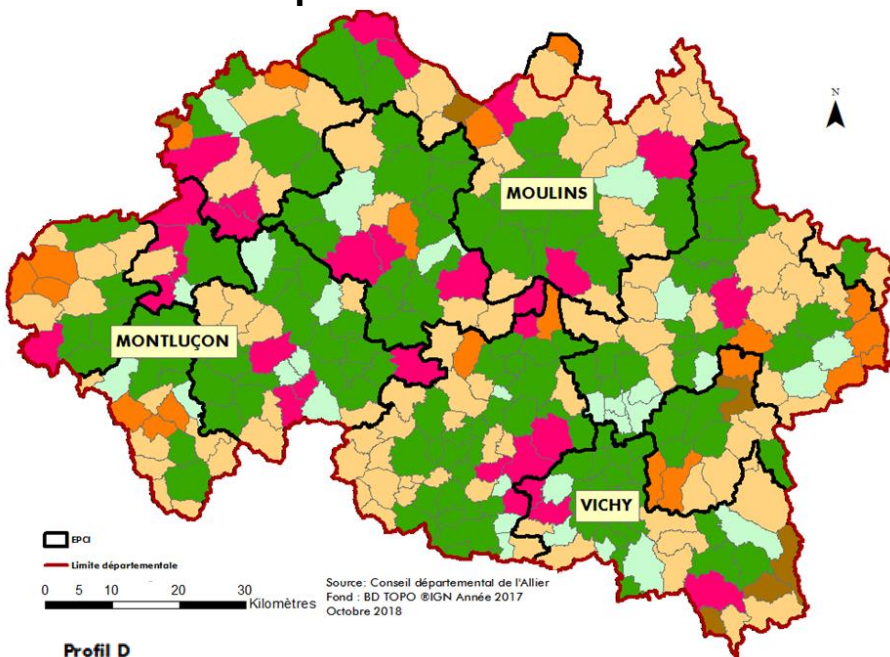 N
MOULINS
MONTLUÇON
VICHY
EPCI
Limite départementale
0 5 10 20 30
Kilomètres
Source: Conseil départemental de l'Allier
Fond : BD TOPO ®IGN Année 2017
Octobre 2018
Profil D